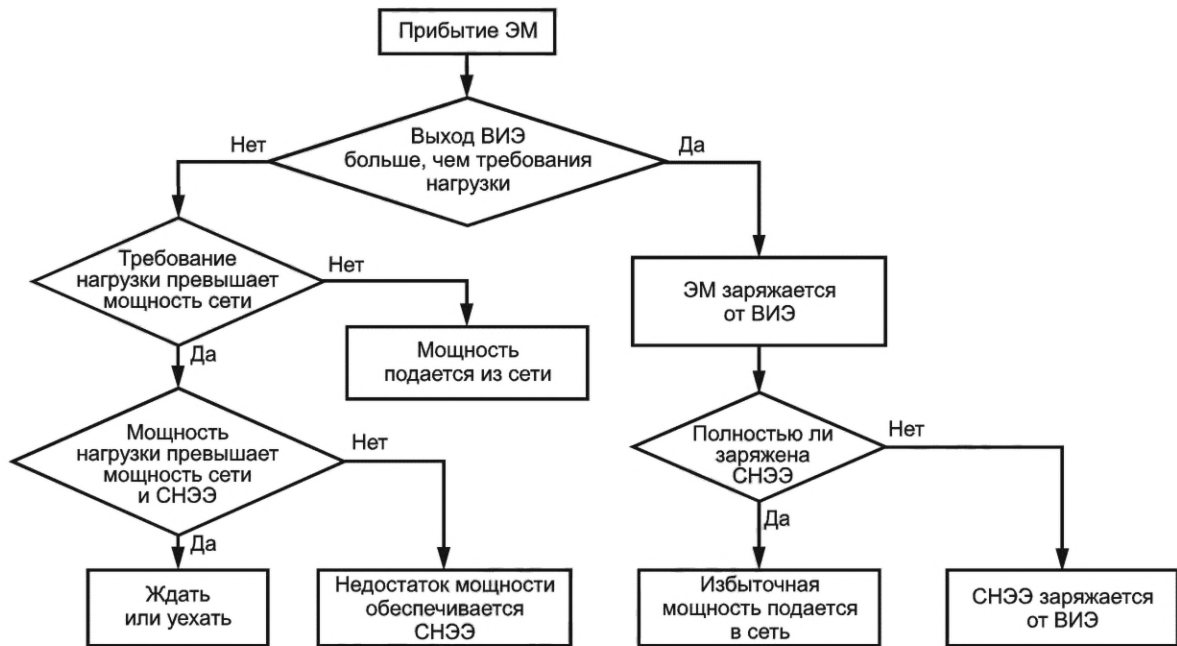 Прибытие ЭМ
Выход ВИЭ
больше, чем требования
нагрузки
Нет
Да
Требование
нагрузки превышает
мощность сети
Нет
Да
Мощность
подается из сети
ЭМ заряжается
от ВИЭ
Мощность
нагрузки превышает
мощность сети
и СНЭЭ
Нет
Да
Полностью ли
заряжена
СНЭЭ
Нет
Да
Ждать
или уехать
Недостаток мощности
обеспечивается
СНЭЭ
Избыточная
мощность подается
в сеть
СНЭЭ заряжается
от ВИЭ